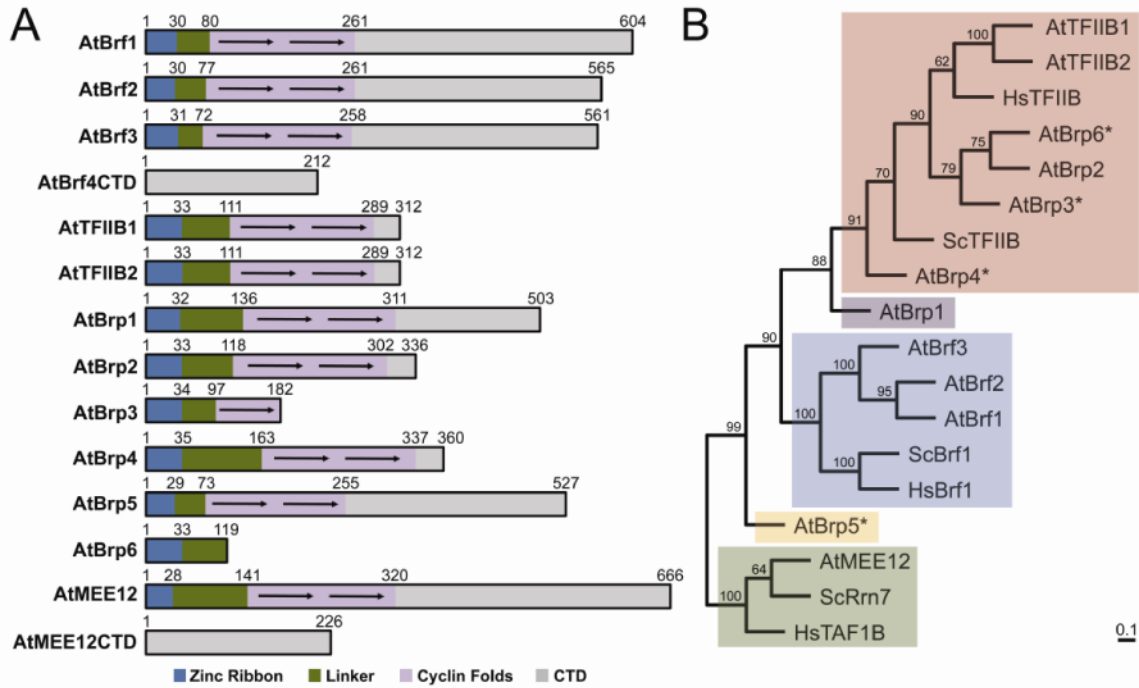 A
1 30 80 261 604
AtBrf1
1 30 77 261 565
AtBrf2
1 31 72 258 561
AtBrf3
1 212
AtBrf4CTD
1 33 111 289 312
AtTFIIB1
1 33 111 289 312
AtTFIIB2
1 32 136 311 503
AtBrp1
1 33 118 302 336
AtBrp2
1 34 97 182
AtBrp3
1 35 163 337 360
AtBrp4
1 29 73 255 527
AtBrp5
1 33 119
AtBrp6
1 28 141 320 666
AtMEE12
1 226
AtMEE12CTD
Zinc Ribbon Linker Cyclin Folds CTD
B
AtTFIIB1
100
AtTFIIB2
62
HsTFIIB
90
AtBrp6*
75
AtBrp2
79
AtBrp3*
70
ScTFIIB
91
AtBrp4*
88
AtBrp1
90
AtBrf3
100
AtBrf2
95
AtBrf1
100
ScBrf1
100
HsBrf1
99
AtBrp5*
AtMEE12
64
ScRrn7
100
HsTAF1B
0.1